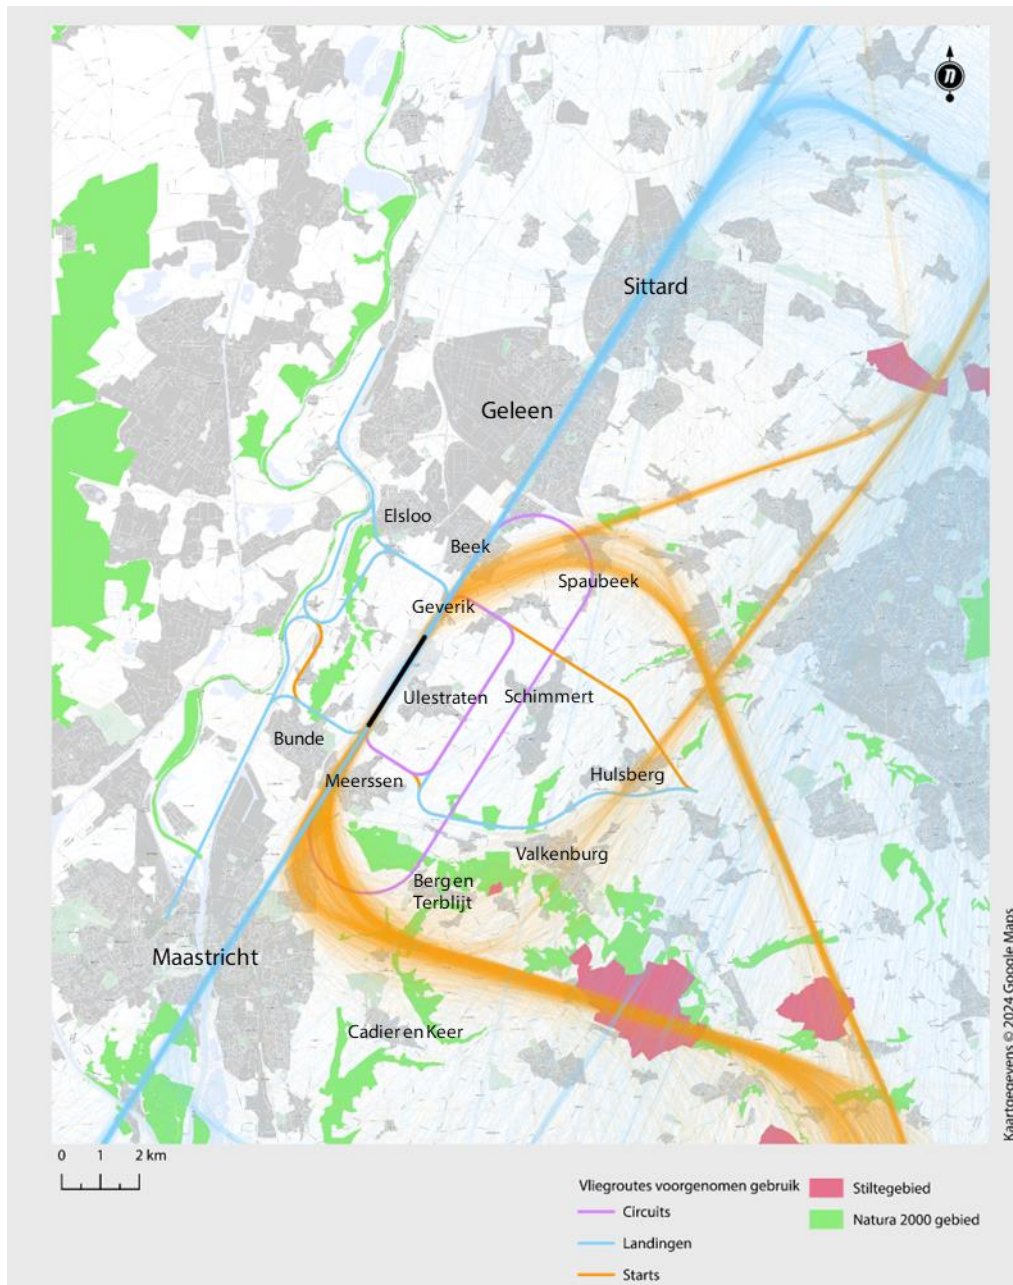 n
Sittard
Geleen
Elsloo
Beek
Spaubeek
Geverik
Ulestraten
Schimmert
Bunde
Meerssen
Hulsberg
Valkenburg
Berg en
Terblijt
Maastricht
Cadier en Keer
Kaartgegevens © 2024 Google Maps
0 1 2 km
Vliegroutes voorgenomen gebruik
Circuits
Landingen
Starts
Stiltegebied
Natura 2000 gebied